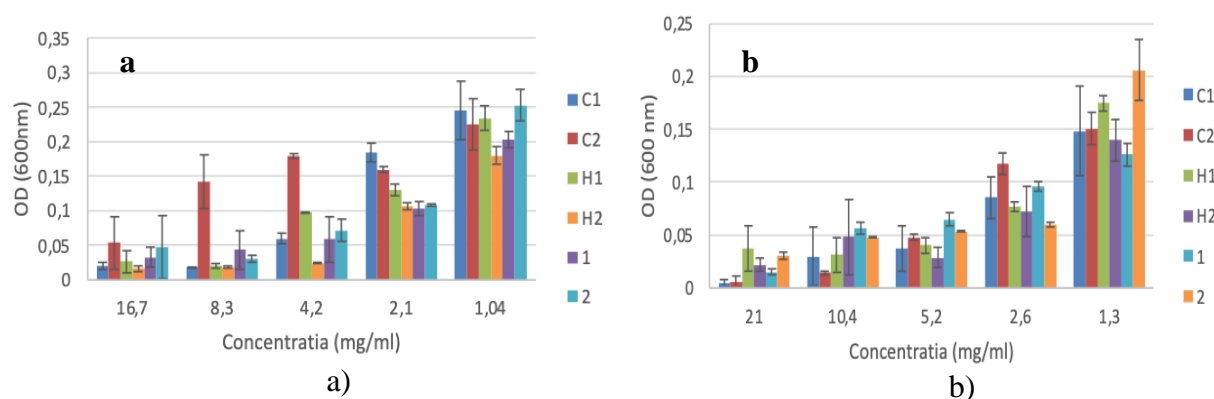 a
0,35
0,3
0,25
0,2
0,15
0,1
0,05
0
OD (600nm)
16,7 8,3 4,2 2,1 1,04
Concentratia (mg/ml)
C1
C2
H1
H2
1
2
a)
b
0,25
0,2
0,15
0,1
0,05
0
OD (600 nm)
21 10,4 5,2 2,6 1,3
Concentratia (mg/ml)
C1
C2
H1
H2
1
2
b)